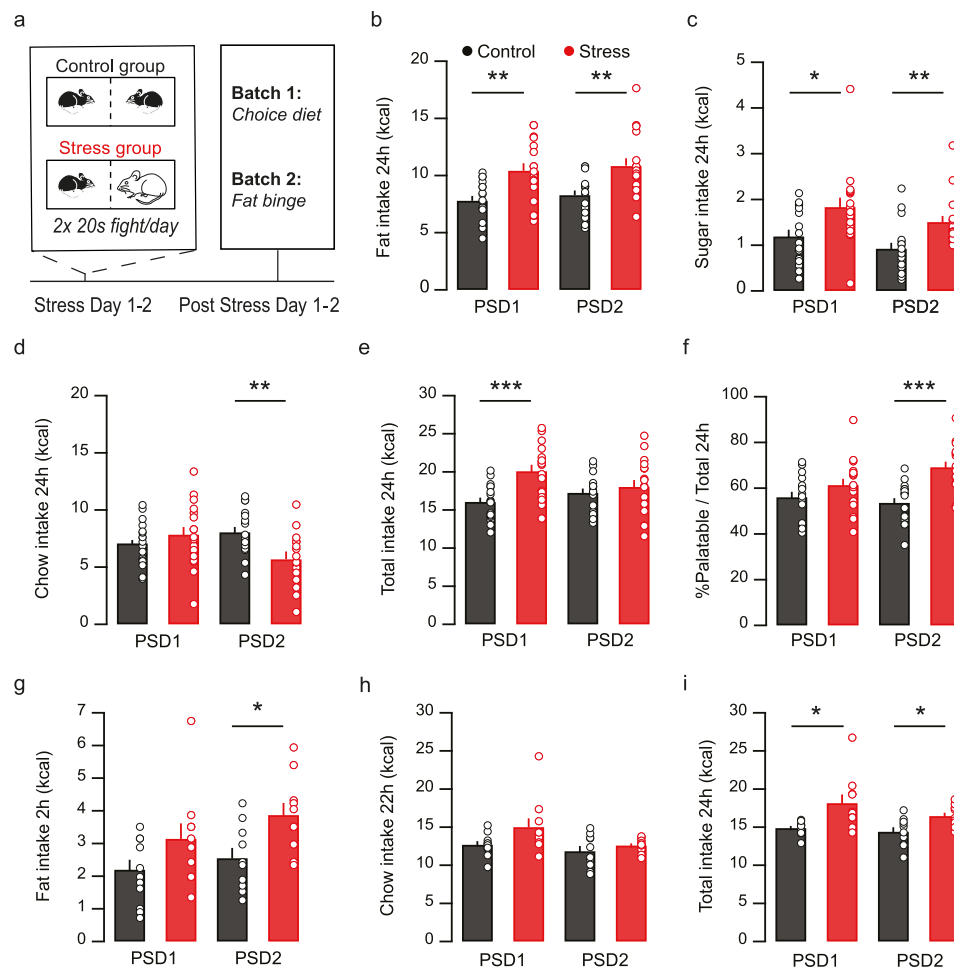 a
Control group
Stress group
2x 20s fight/day
Batch 1:
Choice diet
Batch 2:
Fat binge
Stress Day 1-2
Post Stress Day 1-2
b
Control
Stress
**
**
Fat intake 24h (kcal)
20
15
10
5
0
PSD1
PSD2
c
*
**
Sugar intake 24h (kcal)
5
4
3
2
1
0
PSD1
PSD2
d
**
Chow intake 24h (kcal)
20
15
10
5
0
PSD1
PSD2
e
***
Total intake 24h (kcal)
30
25
20
15
10
5
0
PSD1
PSD2
f
***
%Palatable / Total 24h
100
80
60
40
20
0
PSD1
PSD2
g
*
Fat intake 2h (kcal)
7
6
5
4
3
2
1
0
PSD1
PSD2
h
Chow intake 22h (kcal)
30
25
20
15
10
5
0
PSD1
PSD2
i
*
*
Total intake 24h (kcal)
30
25
20
15
10
5
0
PSD1
PSD2